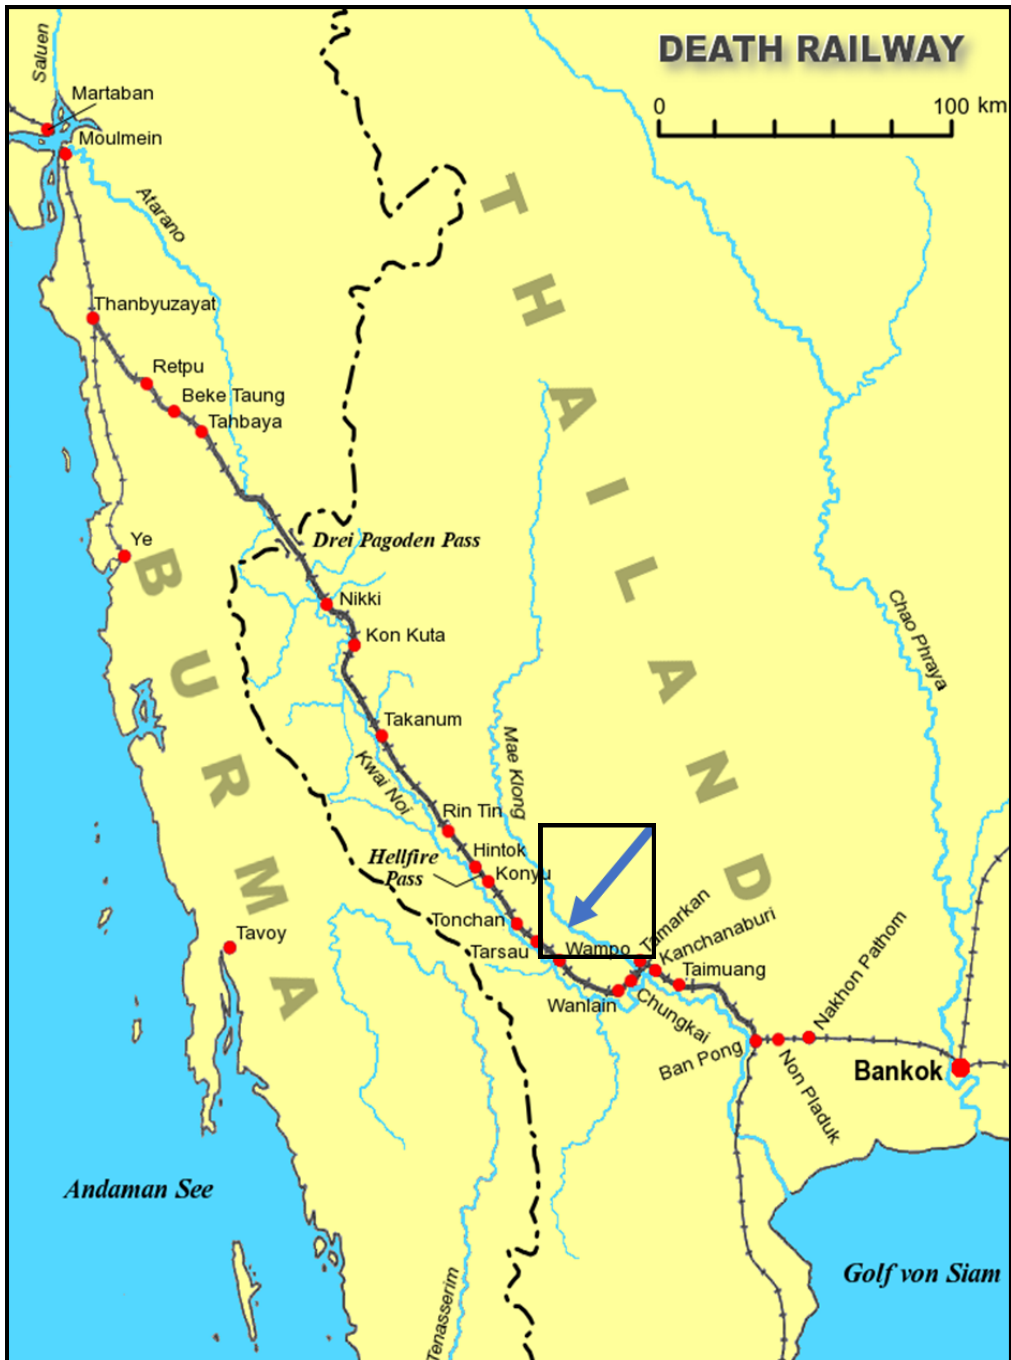 DEATH RAILWAY
0 100 km
Saluen
Martaban
Moulmein
Atarano
THAILAND
Thanbyuzayat
Retpu
Beke Taung
Tahbaya
Ye
Drei Pagoden Pass
BURMA
Nikki
Kon Kuta
Chao Phraya
Takanum
Mae Klong
Kwai Noi
Rin Tin
Hintok
Hellfire
Pass
Konyu
Tonchan
Tamarkan
Kanchanaburi
Tavoy
Tarsau
Wampo
Taimuang
Nakhon Pathom
Wanlain
Chungkai
Ban Pong
Non Pladuk
Bankok
Andaman See
Golf von Siam
Tenasserim